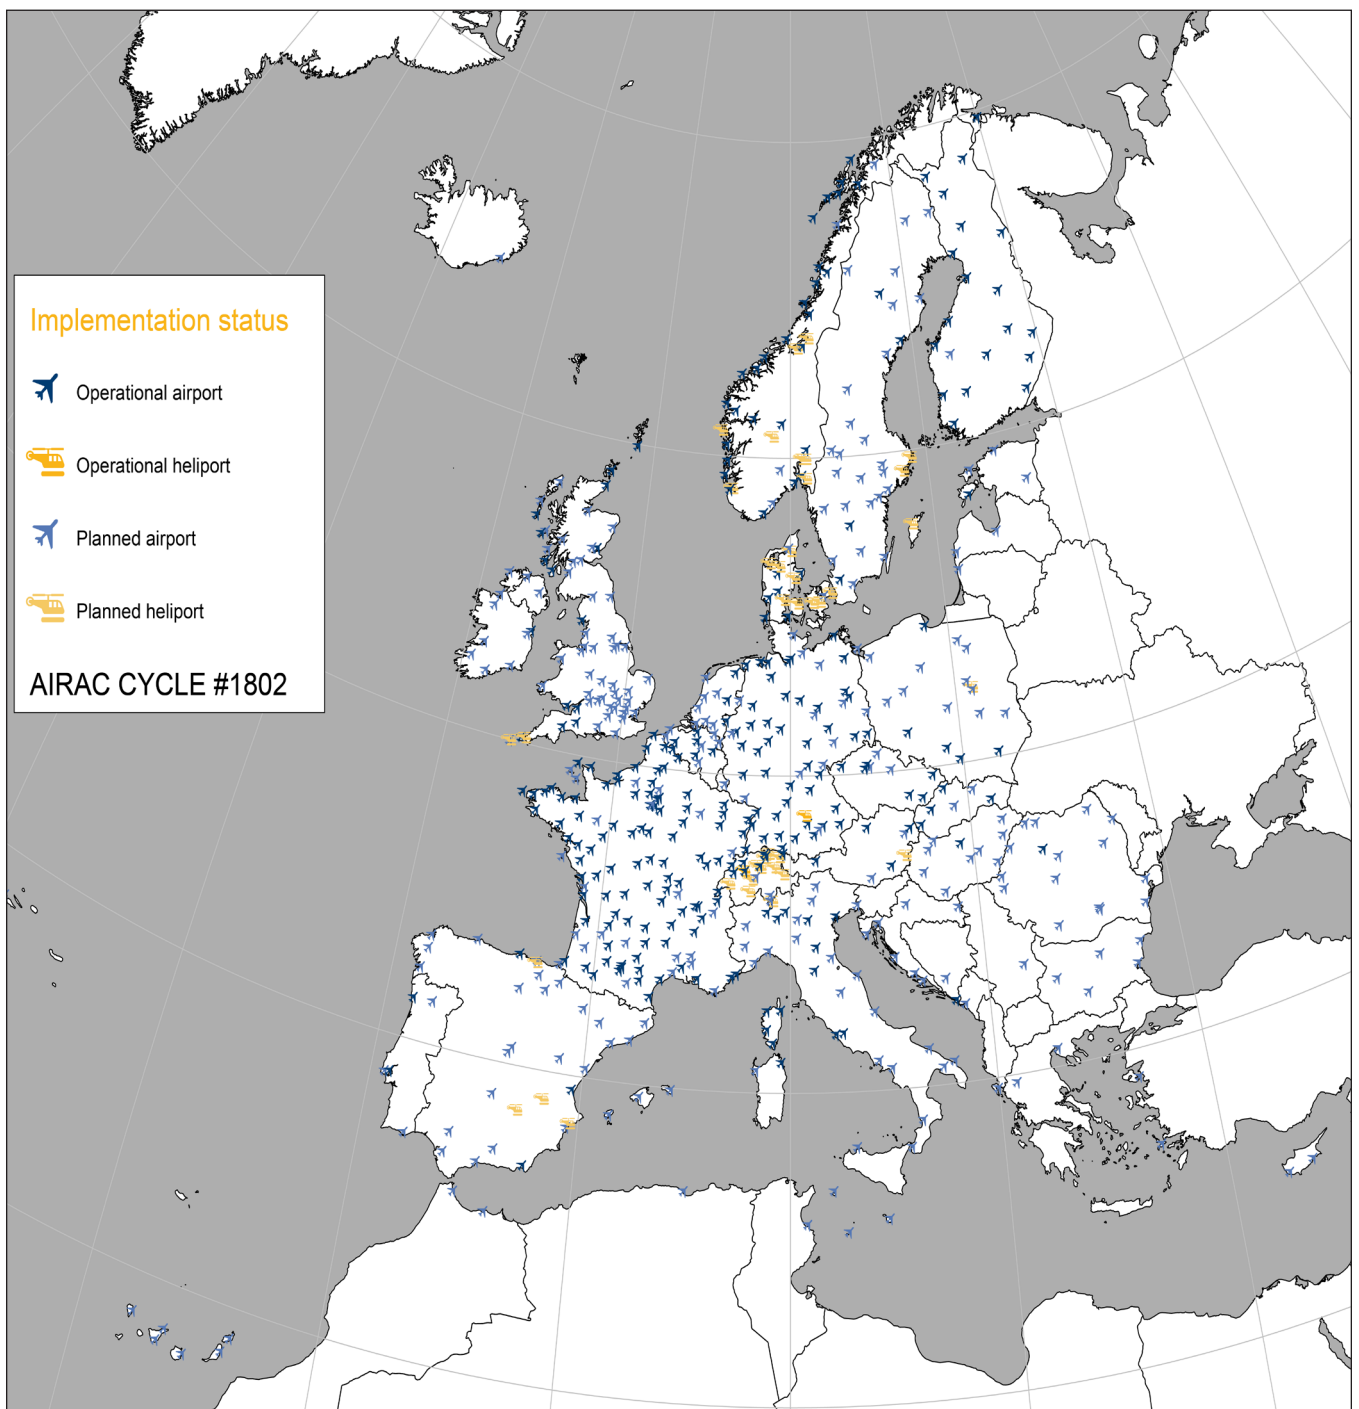 Implementation status
Operational airport
Operational heliport
Planned airport
Planned heliport
AIRAC CYCLE #1802